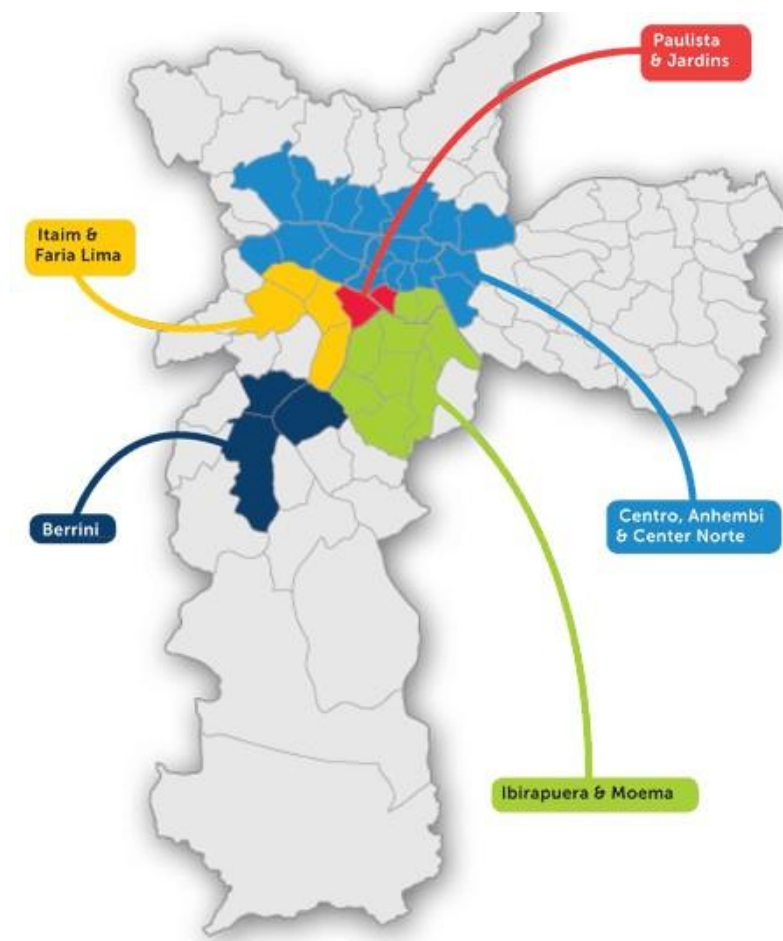 Paulista
& Jardins
Itaim &
Faria Lima
Berrini
Centro, Anhembi
& Center Norte
Ibirapuera & Moema